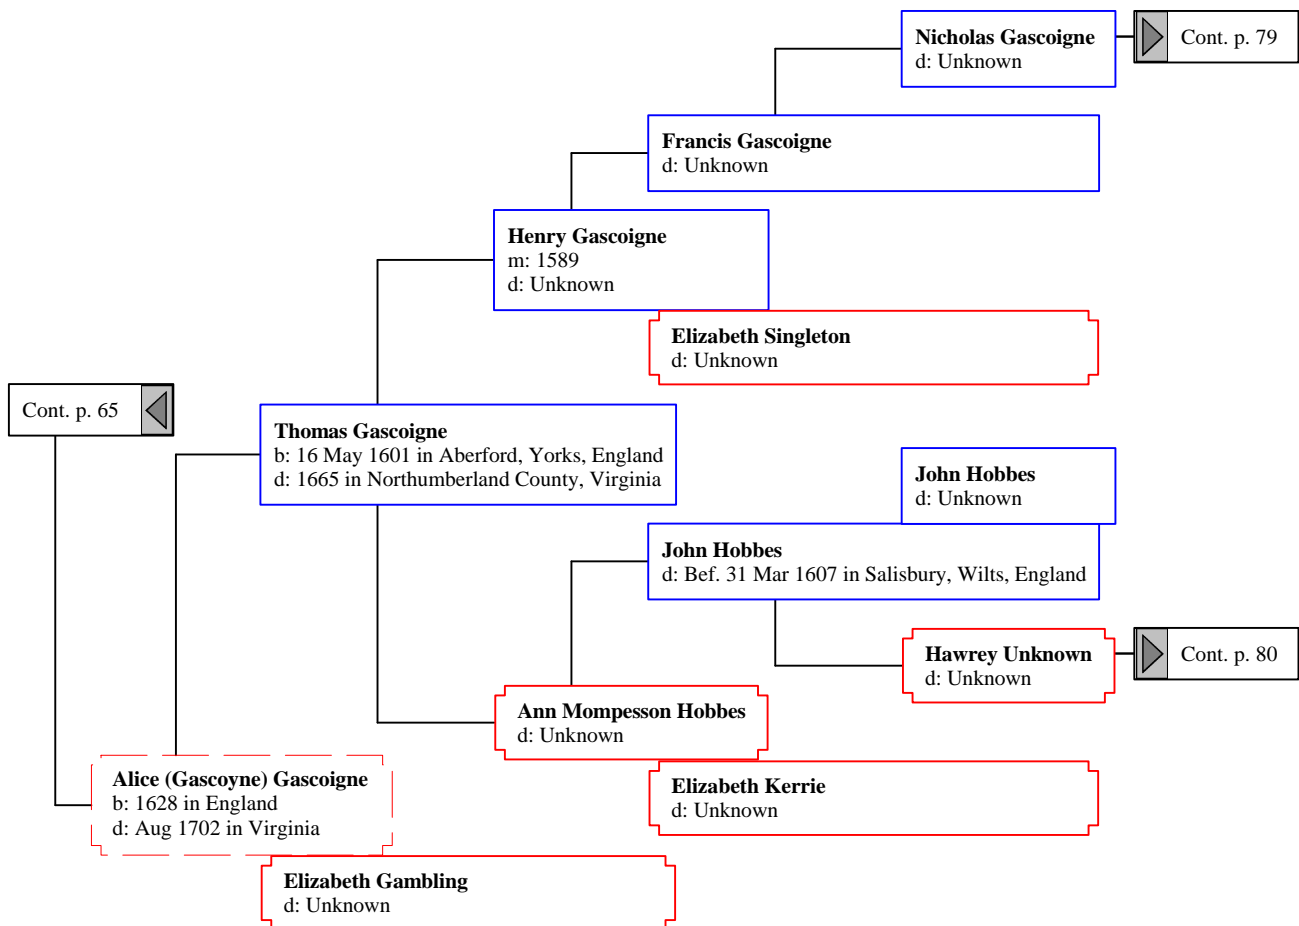 Nicholas Gascoigne
d: Unknown
Cont. p. 79
Francis Gascoigne
d: Unknown
Henry Gascoigne
m: 1589
d: Unknown
Elizabeth Singleton
d: Unknown
Cont. p. 65
Thomas Gascoigne
b: 16 May 1601 in Aberford, Yorks, England
d: 1665 in Northumberland County, Virginia
John Hobbes
d: Unknown
John Hobbes
d: Bef. 31 Mar 1607 in Salisbury, Wilts, England
Hawrey Unknown
d: Unknown
Cont. p. 80
Ann Mompesson Hobbes
d: Unknown
Elizabeth Kerrie
d: Unknown
Alice (Gascoyne) Gascoigne
b: 1628 in England
d: Aug 1702 in Virginia
Elizabeth Gambling
d: Unknown